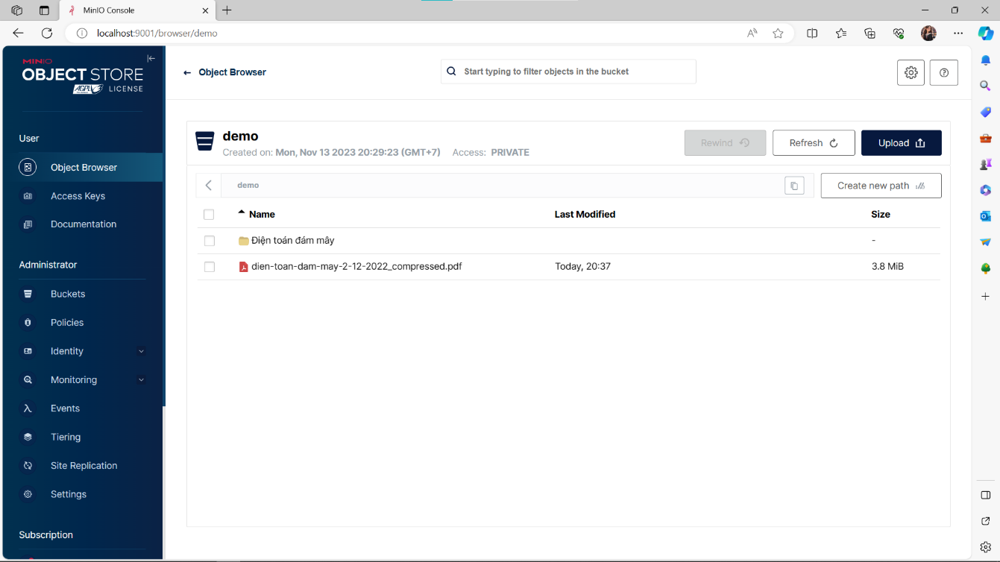 MinIO Console
localhost:9001/browser/demo
MINIO
OBJECT STORE
AGPL LICENSE
User
Object Browser
Access Keys
Documentation
Administrator
Buckets
Policies
Identity
Monitoring
Events
Tiering
Site Replication
Settings
Subscription
Object Browser
Start typing to filter objects in the bucket
demo
Created on: Mon, Nov 13 2023 20:29:23 (GMT+7) Access: PRIVATE
Rewind
Refresh
Upload
demo
Create new path
Name Last Modified Size
Điện toán đám mây -
dien-toan-dam-may-2-12-2022_compressed.pdf Today, 20:37 3.8 MiB